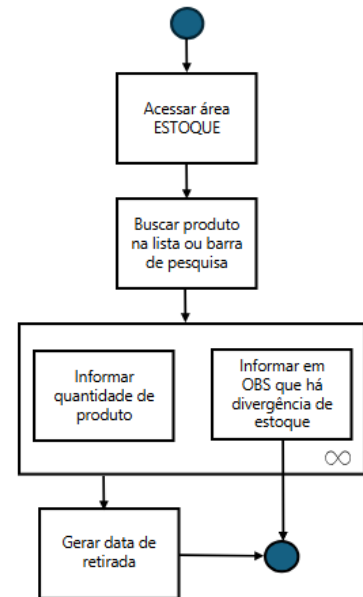 Acessar área
ESTOQUE
Buscar produto
na lista ou barra
de pesquisa
Informar
quantidade de
produto
Informar em
OBS que há
divergência de
estoque
Gerar data de
retirada